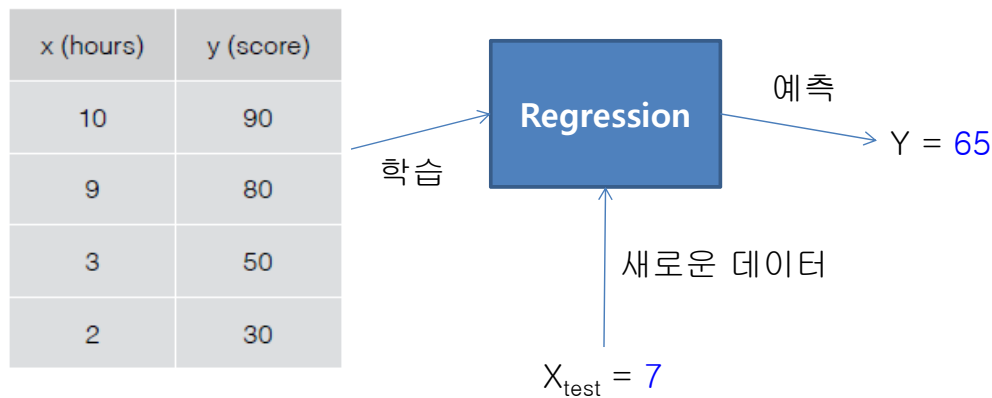 x (hours) y (score)
10 90
9 80
3 50
2 30
학습
Regression
예측
Y = 65
새로운 데이터
Xtest = 7